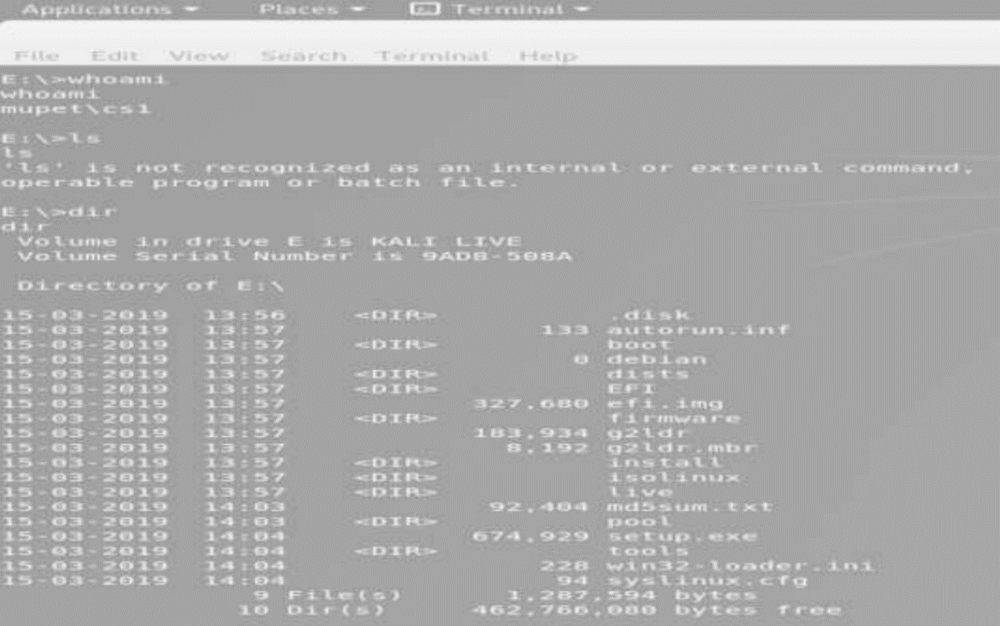 Applications Places Terminal
File Edit View Search Terminal Help
E:\>whoami
whoami
mupet\cs1
E:\>ls
ls
'ls' is not recognized as an internal or external command,
operable program or batch file.
E:\>dir
dir
Volume in drive E is KALI LIVE
Volume Serial Number is 9ADB-508A
Directory of E:\
15-03-2019 13:56 <DIR> .disk
15-03-2019 13:57 133 autorun.inf
15-03-2019 13:57 <DIR> boot
15-03-2019 13:57 0 debian
15-03-2019 13:57 <DIR> dists
15-03-2019 13:57 <DIR> EFI
15-03-2019 13:57 327,680 efi.img
15-03-2019 13:57 <DIR> firmware
15-03-2019 13:57 183,934 g2ldr
15-03-2019 13:57 8,192 g2ldr.mbr
15-03-2019 13:57 <DIR> install
15-03-2019 13:57 <DIR> isolinux
15-03-2019 13:57 <DIR> live
15-03-2019 14:03 92,404 md5sum.txt
15-03-2019 14:03 <DIR> pool
15-03-2019 14:04 674,929 setup.exe
15-03-2019 14:04 <DIR> tools
15-03-2019 14:04 228 win32-loader.ini
15-03-2019 14:04 94 syslinux.cfg
9 File(s) 1,287,594 bytes
10 Dir(s) 462,766,080 bytes free